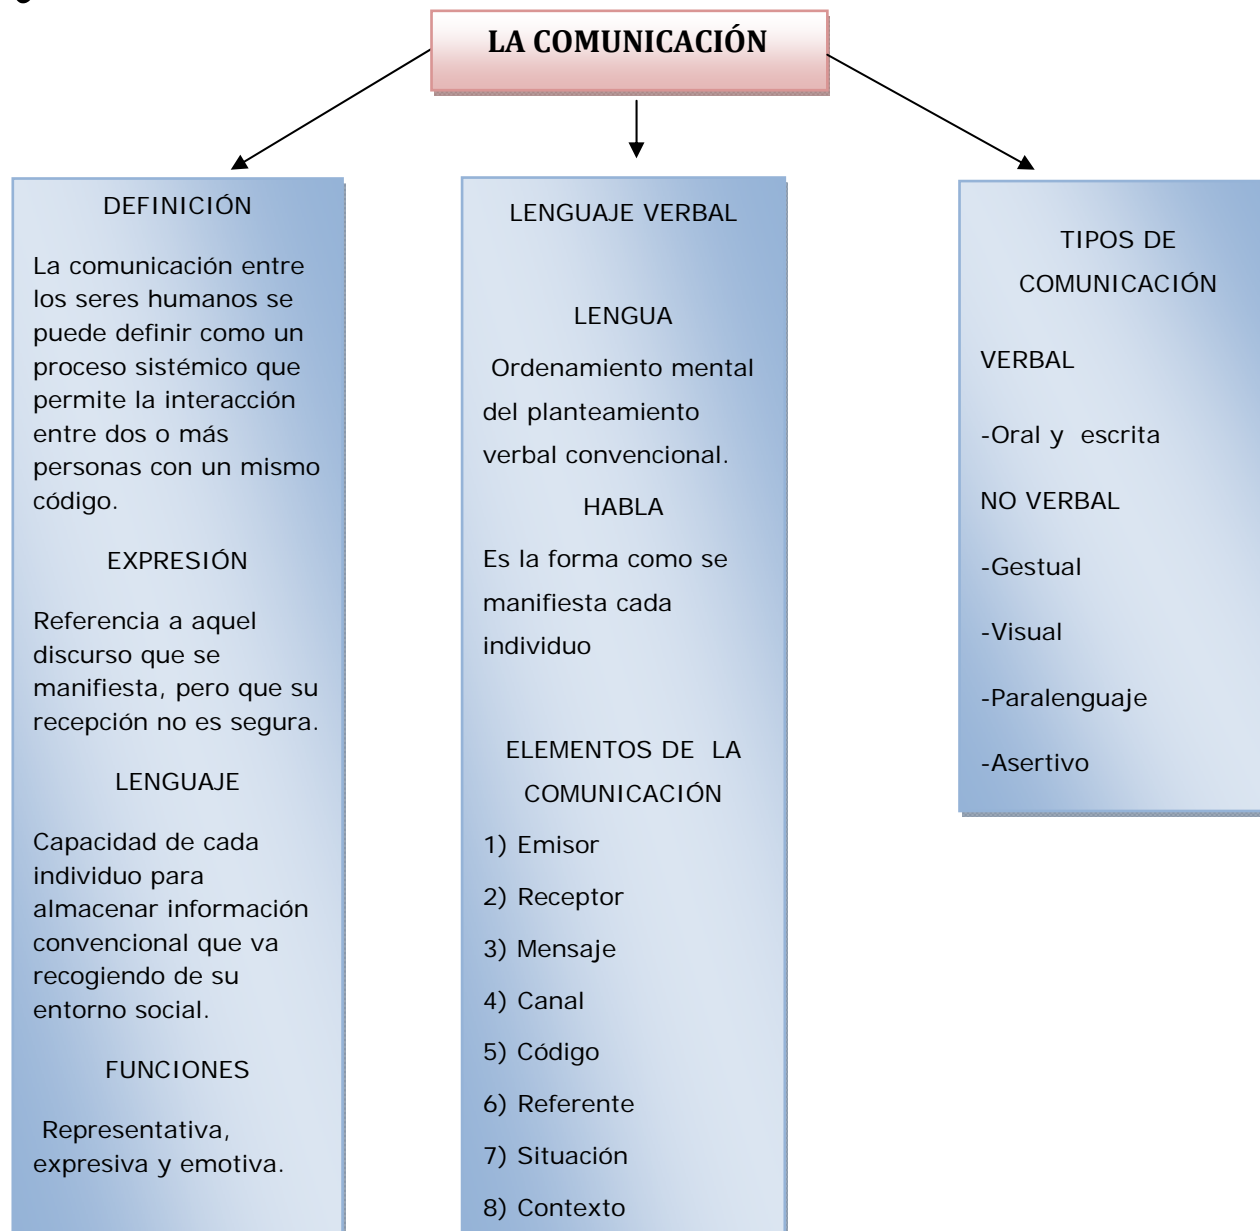 LA COMUNICACIÓN
DEFINICIÓN
La comunicación entre
los seres humanos se
puede definir como un
proceso sistémico que
permite la interacción
entre dos o más
personas con un mismo
código.
EXPRESIÓN
Referencia a aquel
discurso que se
manifiesta, pero que su
recepción no es segura.
LENGUAJE
Capacidad de cada
individuo para
almacenar información
convencional que va
recogiendo de su
entorno social.
FUNCIONES
Representativa,
expresiva y emotiva.
LENGUAJE VERBAL
LENGUA
Ordenamiento mental
del planteamiento
verbal convencional.
HABLA
Es la forma como se
manifiesta cada
individuo
ELEMENTOS DE LA
COMUNICACIÓN
1) Emisor
2) Receptor
3) Mensaje
4) Canal
5) Código
6) Referente
7) Situación
8) Contexto
TIPOS DE
COMUNICACIÓN
VERBAL
-Oral y escrita
NO VERBAL
-Gestual
-Visual
-Paralenguaje
-Asertivo